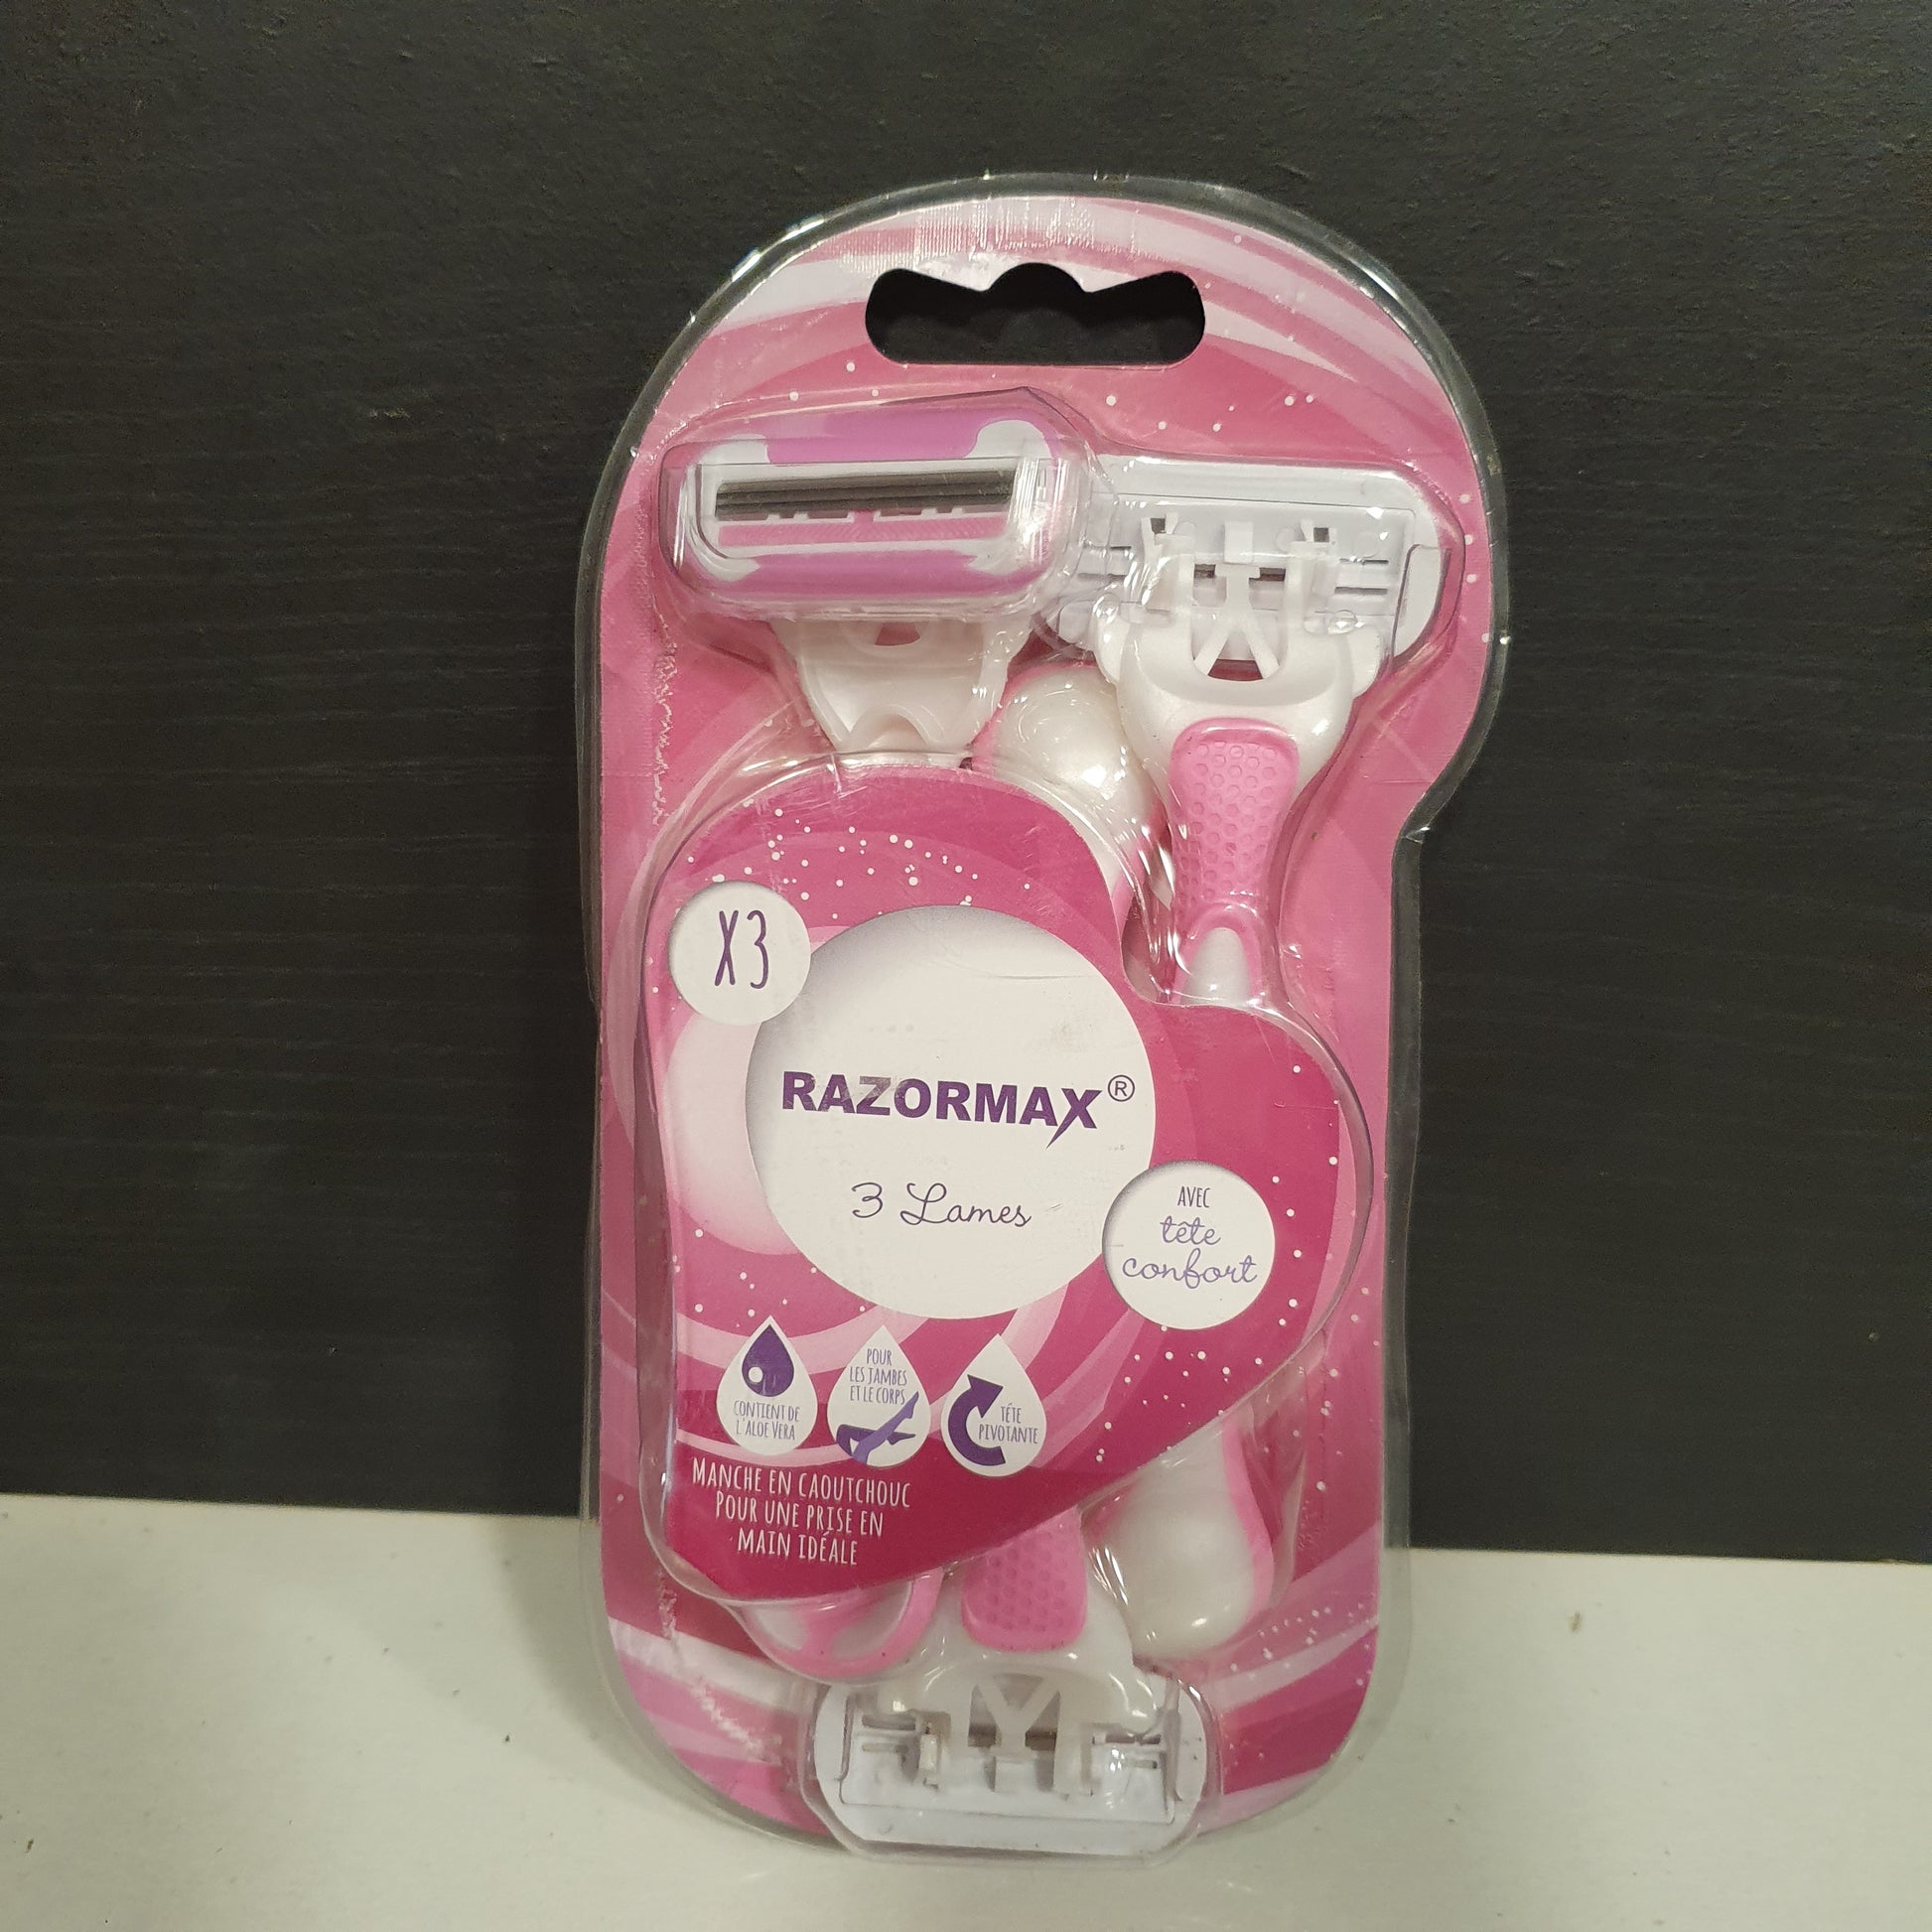 X3
RAZORMAX®
3 Lames
AVEC
tête
confort
CONTIENT DE
L'ALOE VERA
POUR
LES JAMBES
ET LE CORPS
TÉTE
PIVOTANTE
MANCHE EN CAOUTCHOUC
POUR UNE PRISE EN
MAIN IDÉALE